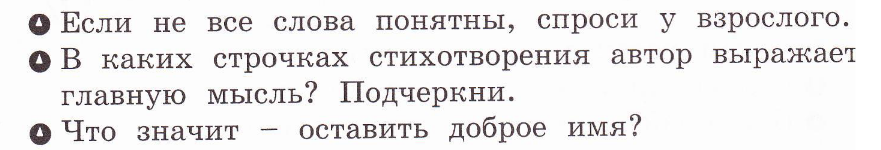 Если не все слова понятны, спроси у взрослого.
В каких строчках стихотворения автор выражает
главную мысль? Подчеркни.
Что значит – оставить доброе имя?